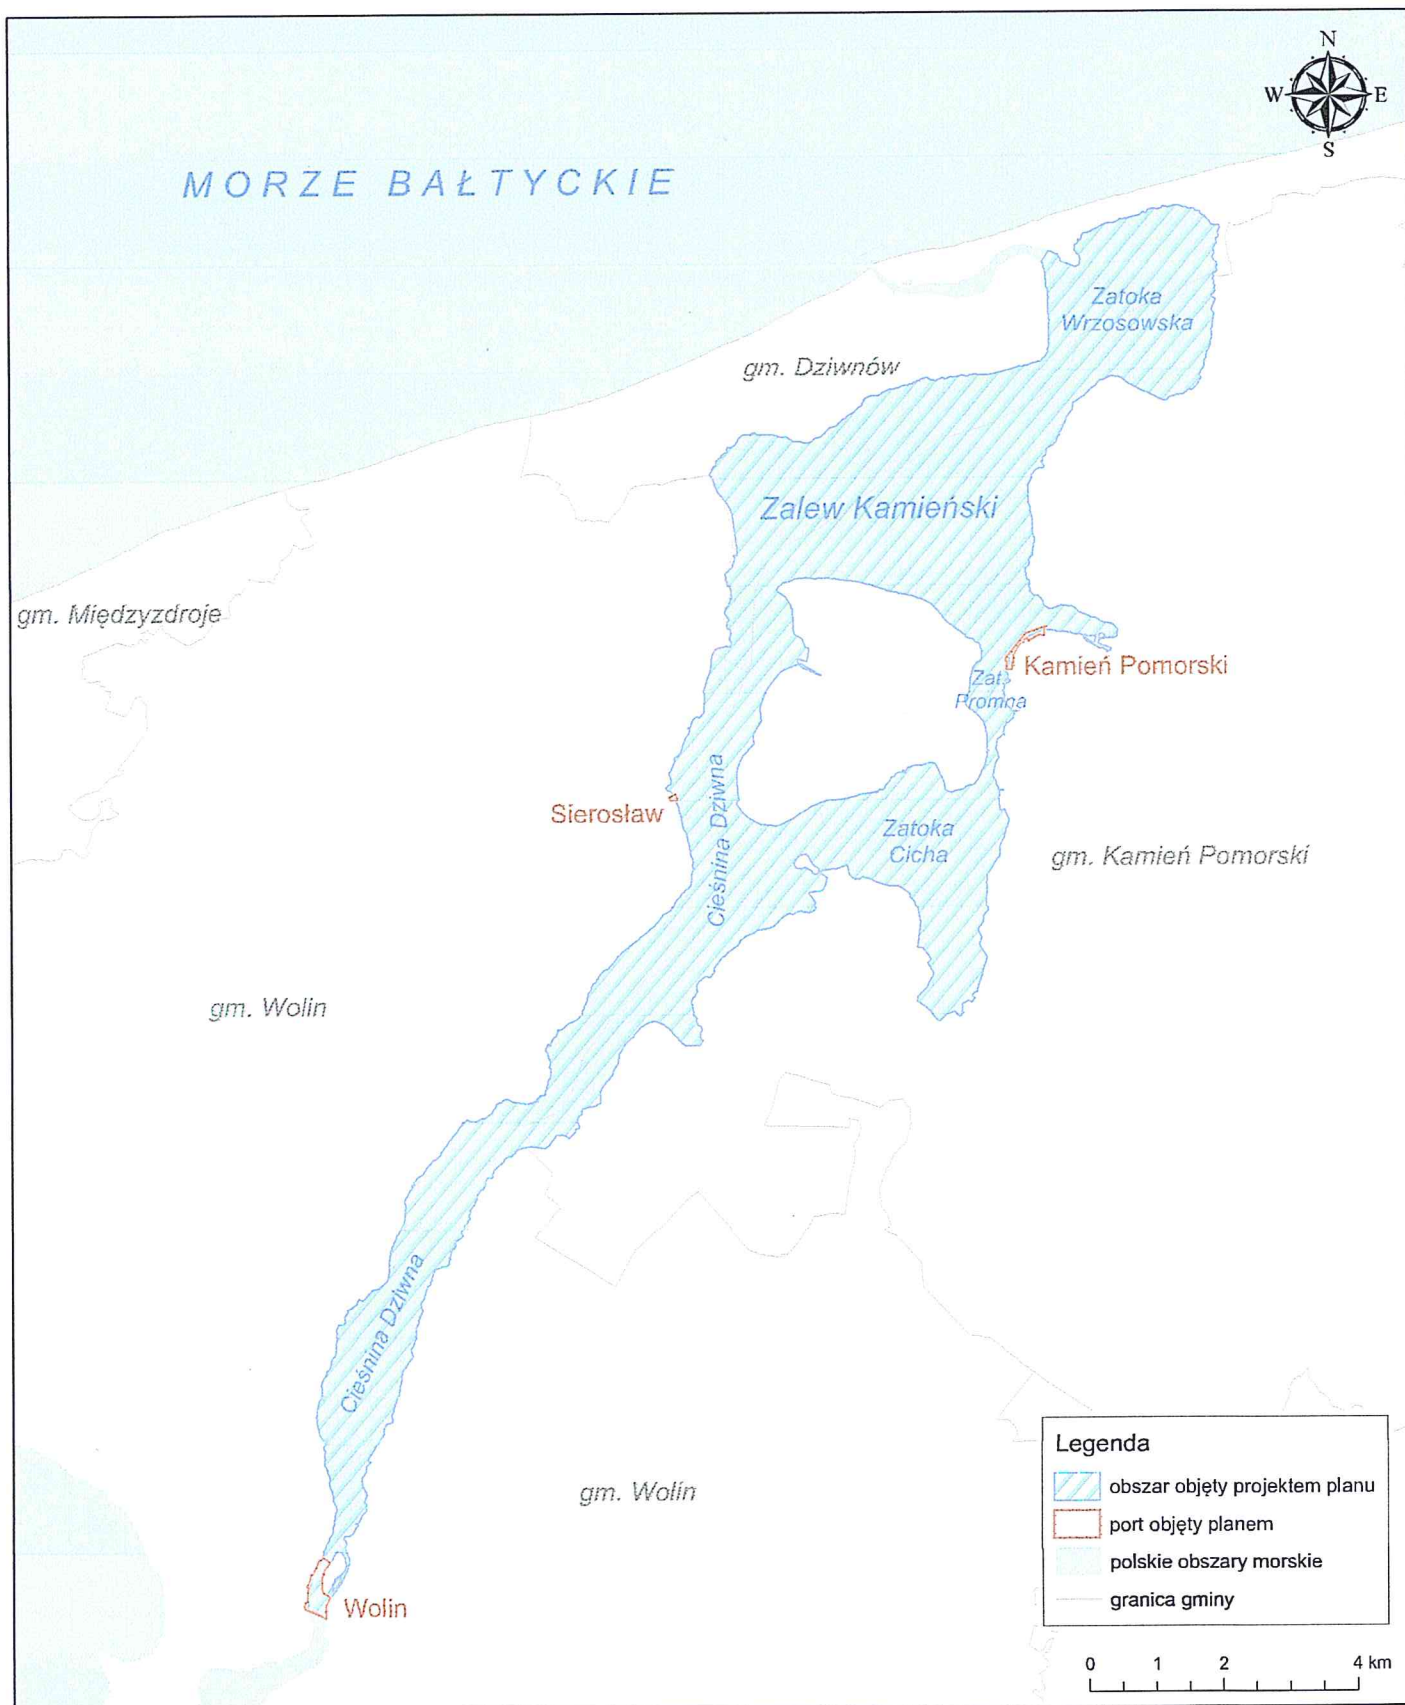 N
W E
S
MORZE BAŁTYCKIE
Zatoka
Wrzosowska
gm. Dziwnów
Zalew Kamieński
gm. Międzyzdroje
Kamień Pomorski
Zat.
Promna
Cieśnina Dziwna
Sierosław
Zatoka
Cicha
gm. Kamień Pomorski
gm. Wolin
Cieśnina Dziwna
gm. Wolin
Wolin
Legenda
obszar objęty projektem planu
port objęty planem
polskie obszary morskie
granica gminy
0 1 2 4 km